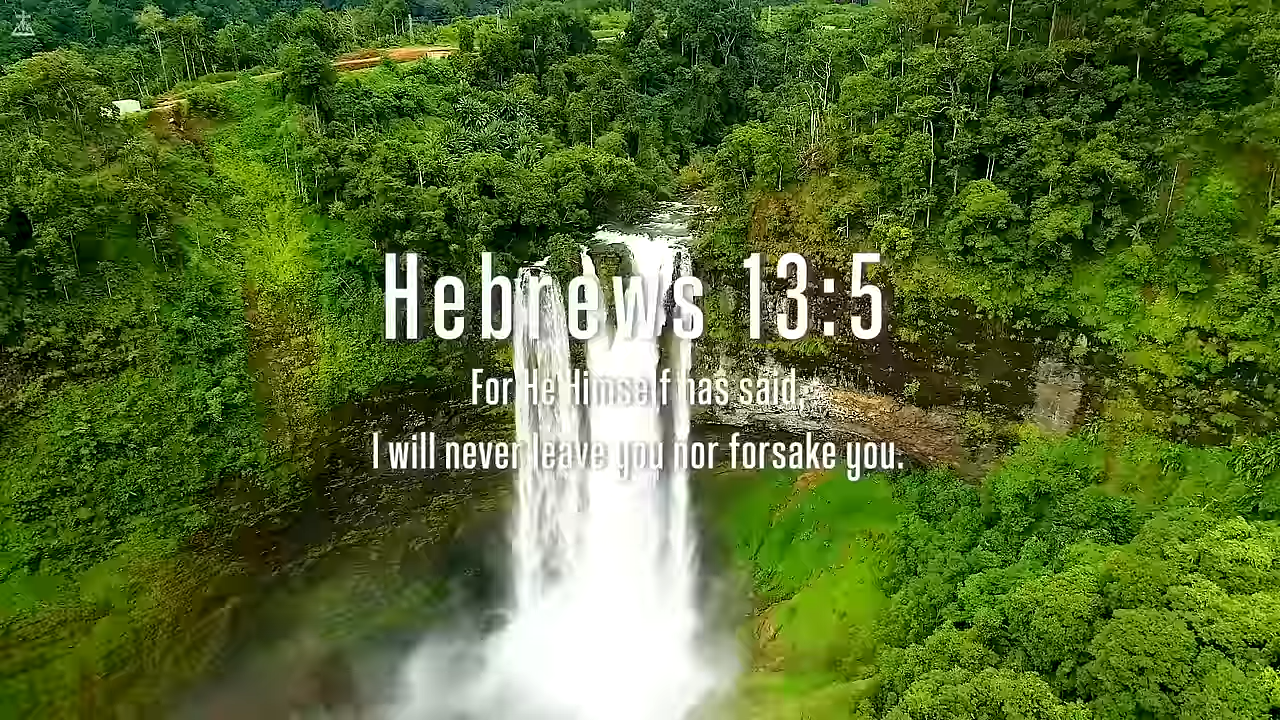 Hebrews 13:5
For He Himself has said,
I will never leave you nor forsake you.